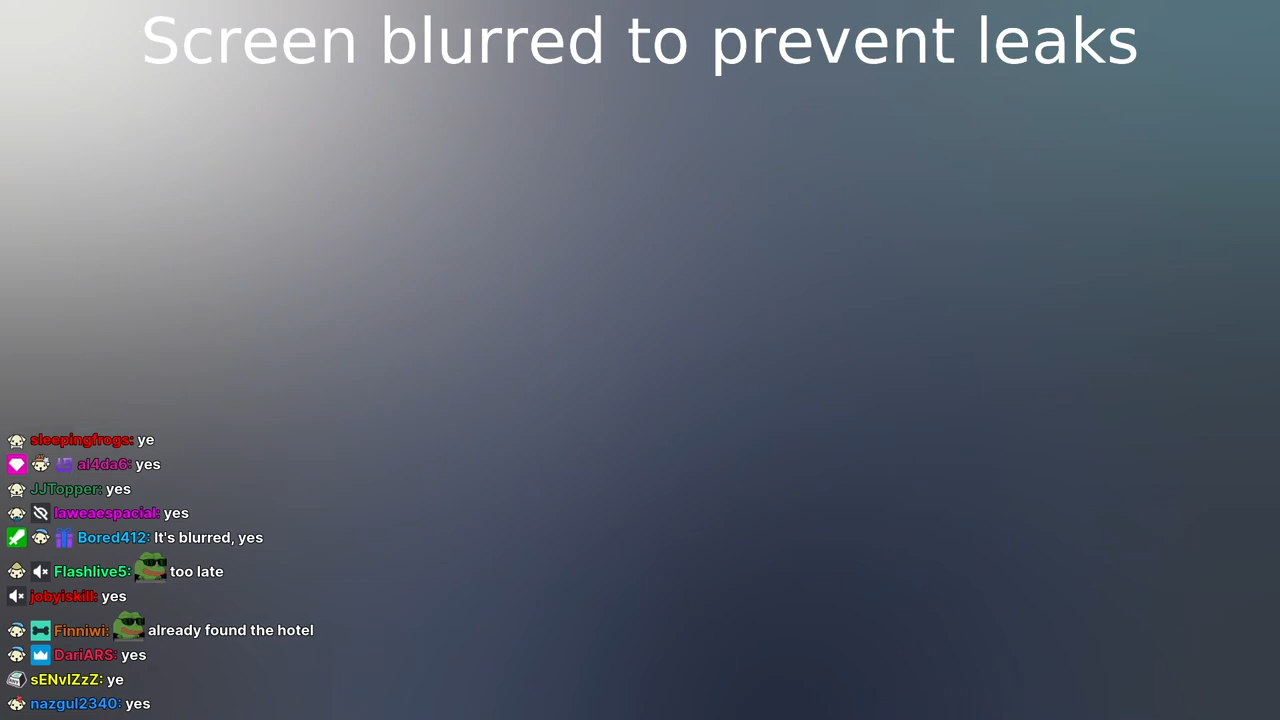 Screen blurred to prevent leaks
sleepingfrogs: ye
al4da6: yes
JJTopper: yes
laweaespacial: yes
Bored412: It's blurred, yes
Flashlive5: too late
jobyiskill: yes
Finniwi: already found the hotel
DariARS: yes
sENvIZzZ: ye
nazgul2340: yes